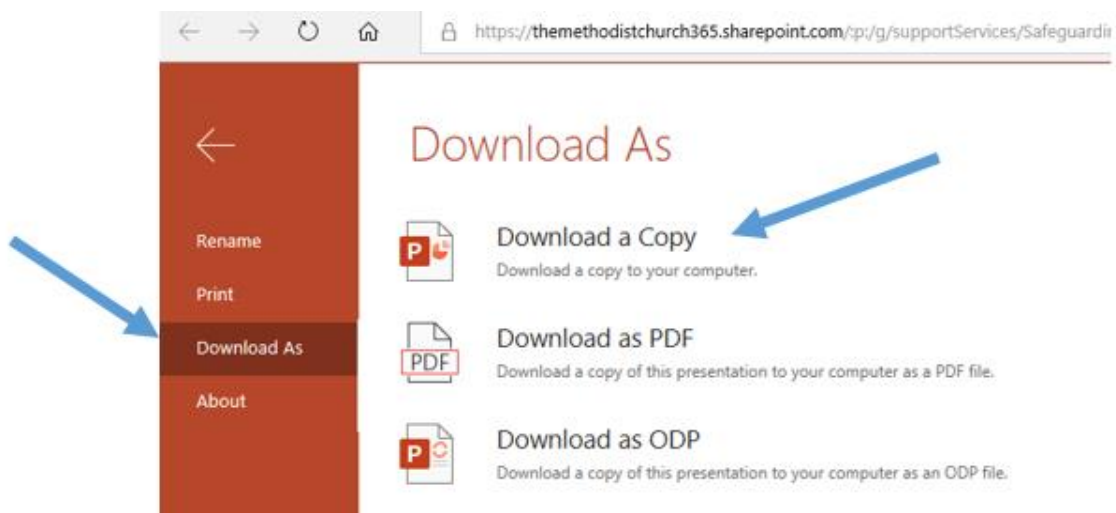 https://themethodistchurch365.sharepoint.com/:p:/g/supportServices/Safeguardin
Download As
Rename
Print
Download As
About
P
Download a Copy
Download a copy to your computer.
PDF
Download as PDF
Download a copy of this presentation to your computer as a PDF file.
P
Download as ODP
Download a copy of this presentation to your computer as an ODP file.